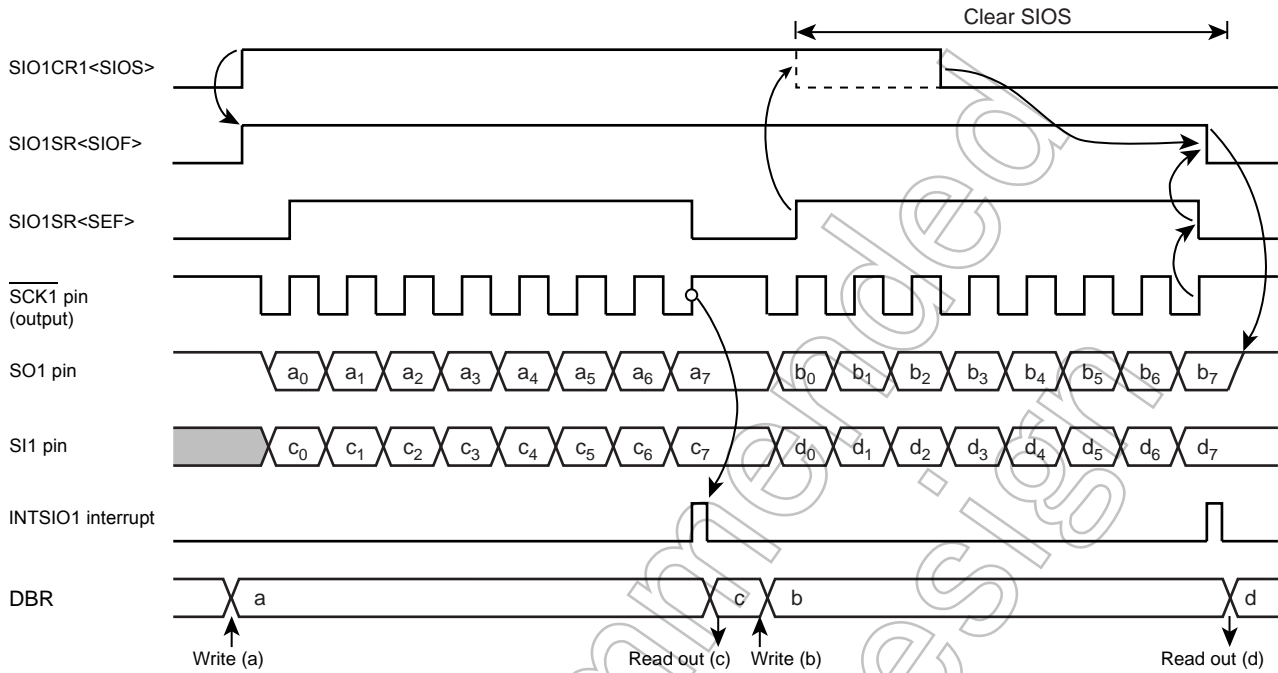 Clear SIOS
SIO1CR1<SIOS>
SIO1SR<SIOF>
SIO1SR<SEF>
SCK1 pin
(output)
SO1 pin a0 a1 a2 a3 a4 a5 a6 a7 b0 b1 b2 b3 b4 b5 b6 b7
SI1 pin c0 c1 c2 c3 c4 c5 c6 c7 d0 d1 d2 d3 d4 d5 d6 d7
INTSIO1 interrupt
DBR a c b d
Write (a) Read out (c) Write (b) Read out (d)